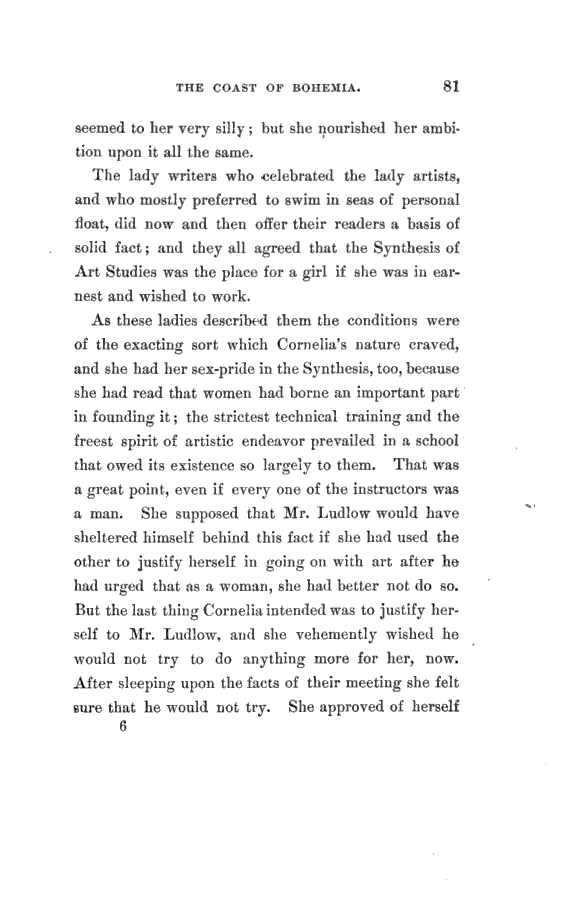 THE COAST OF BOHEMIA. 81
seemed to her very silly; but she nourished her ambi-
tion upon it all the same.
The lady writers who celebrated the lady artists,
and who mostly preferred to swim in seas of personal
float, did now and then offer their readers a basis of
solid fact; and they all agreed that the Synthesis of
Art Studies was the place for a girl if she was in ear-
nest and wished to work.
As these ladies described them the conditions were
of the exacting sort which Cornelia's nature craved,
and she had her sex-pride in the Synthesis, too, because
she had read that women had borne an important part
in founding it; the strictest technical training and the
freest spirit of artistic endeavor prevailed in a school
that owed its existence so largely to them. That was
a great point, even if every one of the instructors was
a man. She supposed that Mr. Ludlow would have
sheltered himself behind this fact if she had used the
other to justify herself in going on with art after he
had urged that as a woman, she had better not do so.
But the last thing Cornelia intended was to justify her-
self to Mr. Ludlow, and she vehemently wished he
would not try to do anything more for her, now.
After sleeping upon the facts of their meeting she felt
sure that he would not try. She approved of herself
6